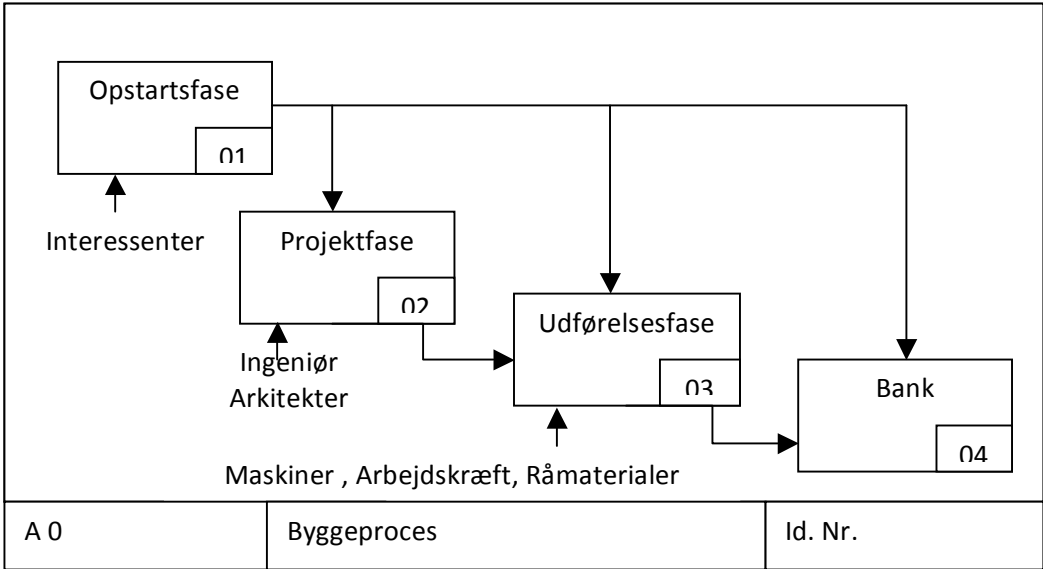 Opstartsfase
01
Interessenter
Projektfase
02
Ingeniør
Arkitekter
Udførelsesfase
03
Maskiner , Arbejdskræft, Råmaterialer
Bank
04
A 0
Byggeproces
Id. Nr.